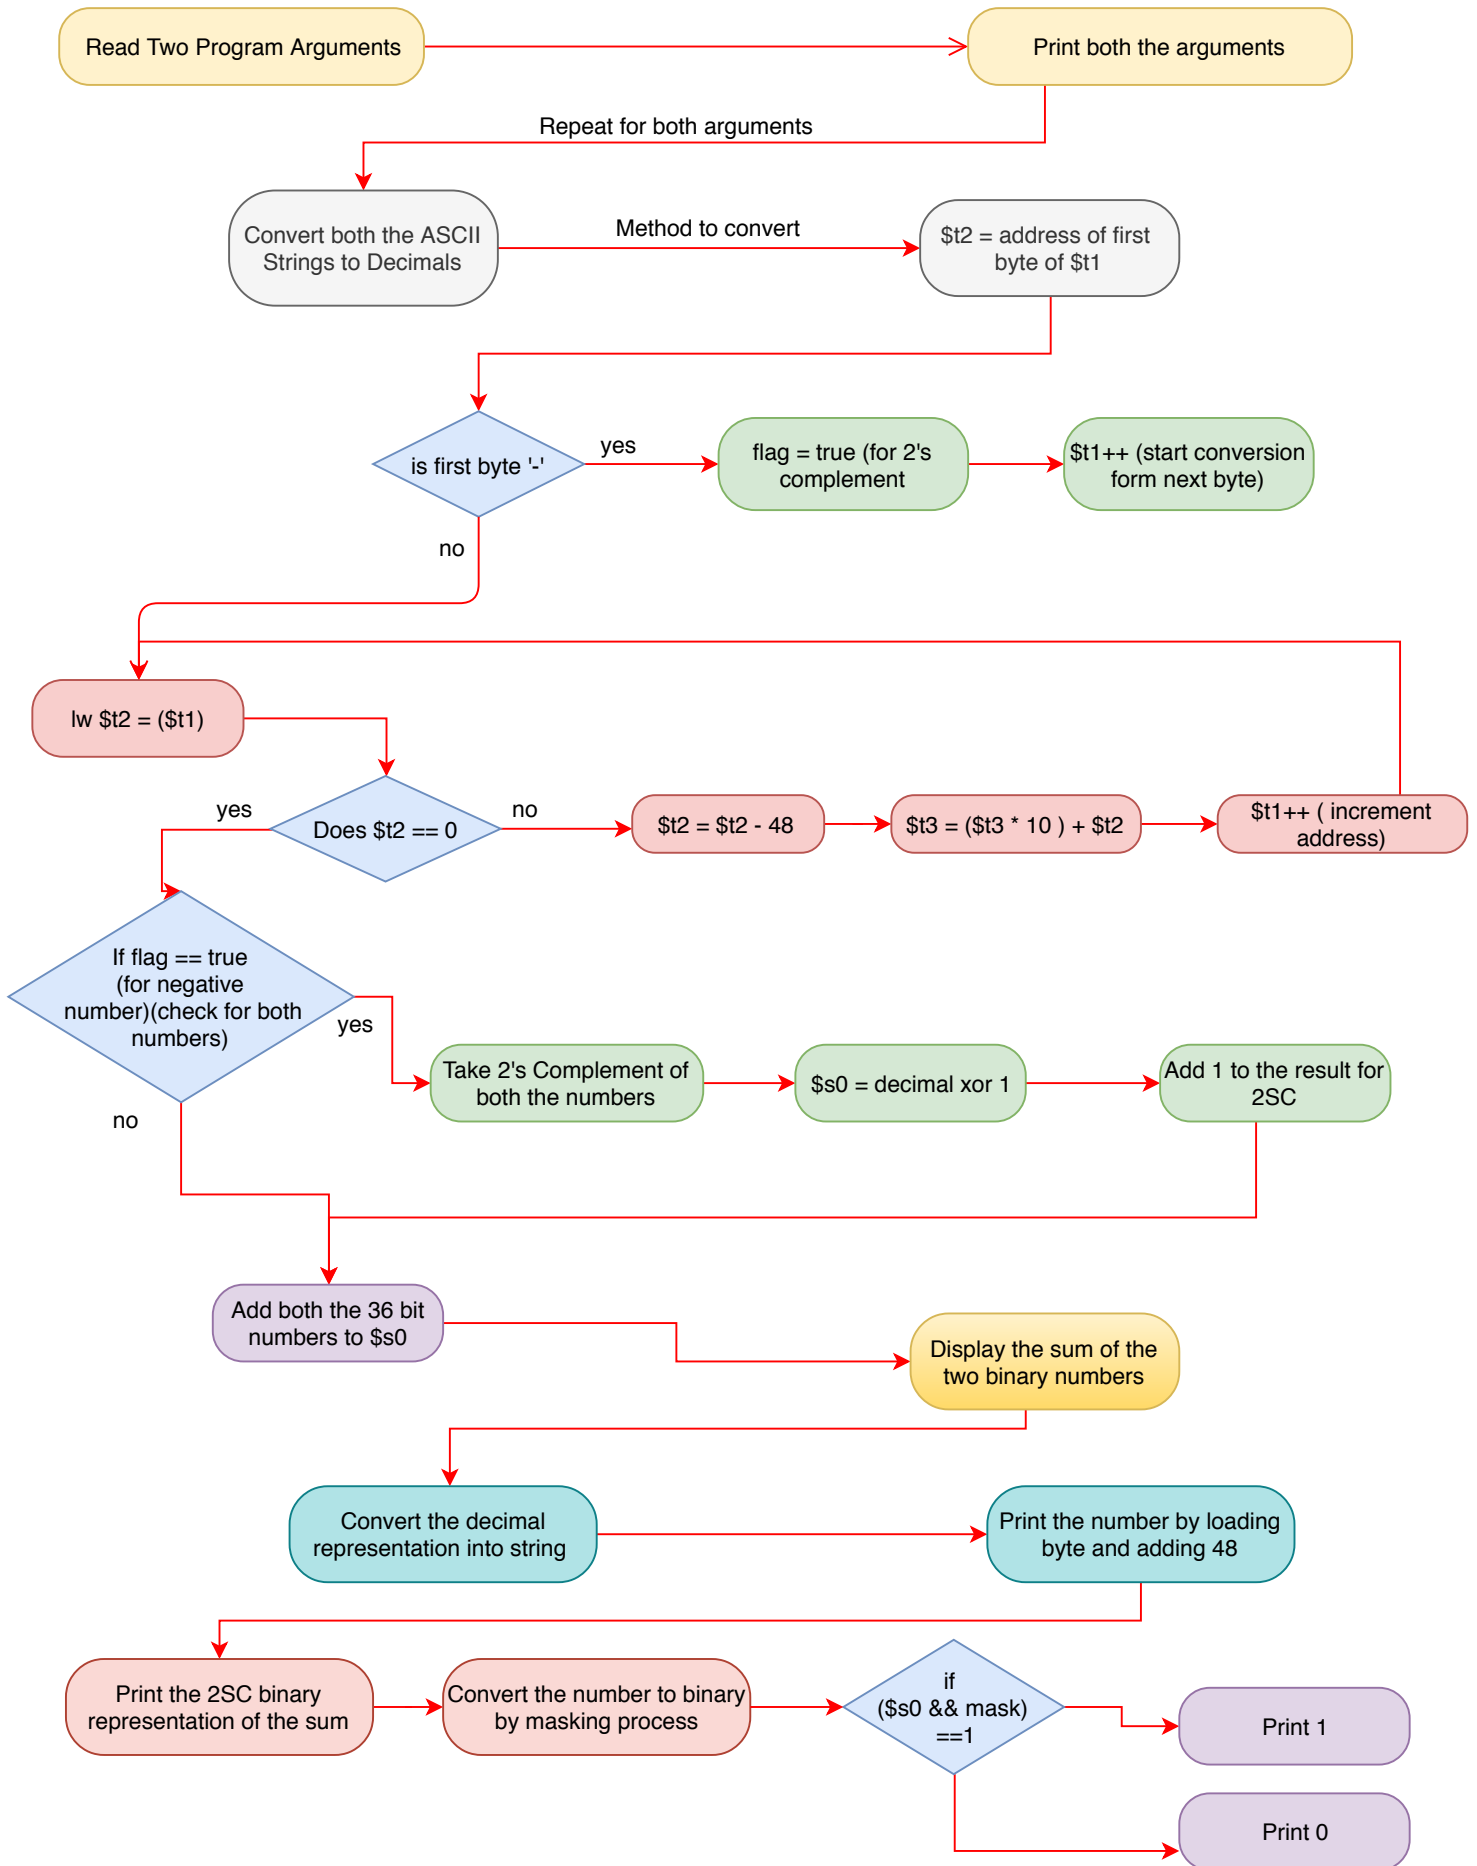 Read Two Program Arguments
Print both the arguments
Repeat for both arguments
Convert both the ASCII
Strings to Decimals
Method to convert
$t2 = address of first
byte of $t1
is first byte '-'
yes
flag = true (for 2's
complement
$t1++ (start conversion
form next byte)
no
lw $t2 = ($t1)
yes
Does $t2 == 0
no
$t2 = $t2 - 48
$t3 = ($t3 * 10 ) + $t2
$t1++ ( increment
address)
If flag == true
(for negative
number)(check for both
numbers)
yes
no
Take 2's Complement of
both the numbers
$s0 = decimal xor 1
Add 1 to the result for
2SC
Add both the 36 bit
numbers to $s0
Display the sum of the
two binary numbers
Convert the decimal
representation into string
Print the number by loading
byte and adding 48
Print the 2SC binary
representation of the sum
Convert the number to binary
by masking process
if
($s0 && mask)
==1
Print 1
Print 0